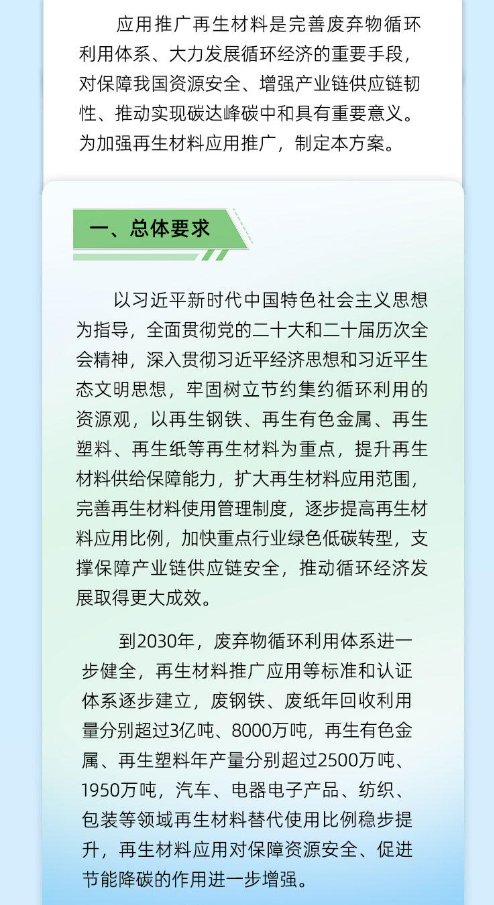 应用推广再生材料是完善废弃物循环
利用体系、大力发展循环经济的重要手段，
对保障我国资源安全、增强产业链供应链韧
性、推动实现碳达峰碳中和具有重要意义。
为加强再生材料应用推广，制定本方案。
一、总体要求
以习近平新时代中国特色社会主义思想
为指导，全面贯彻党的二十大和二十届历次全
会精神，深入贯彻习近平经济思想和习近平生
态文明思想，牢固树立节约集约循环利用的
资源观，以再生钢铁、再生有色金属、再生
塑料、再生纸等再生材料为重点，提升再生
材料供给保障能力，扩大再生材料应用范围，
完善再生材料使用管理制度，逐步提高再生材
料应用比例，加快重点行业绿色低碳转型，支
撑保障产业链供应链安全，推动循环经济发
展取得更大成效。
到2030年，废弃物循环利用体系进一
步健全，再生材料推广应用等标准和认证
体系逐步建立，废钢铁、废纸年回收利用
量分别超过3亿吨、8000万吨，再生有色金
属、再生塑料年产量分别超过2500万吨、
1950万吨，汽车、电器电子产品、纺织、
包装等领域再生材料替代使用比例稳步提
升，再生材料应用对保障资源安全、促进
节能降碳的作用进一步增强。